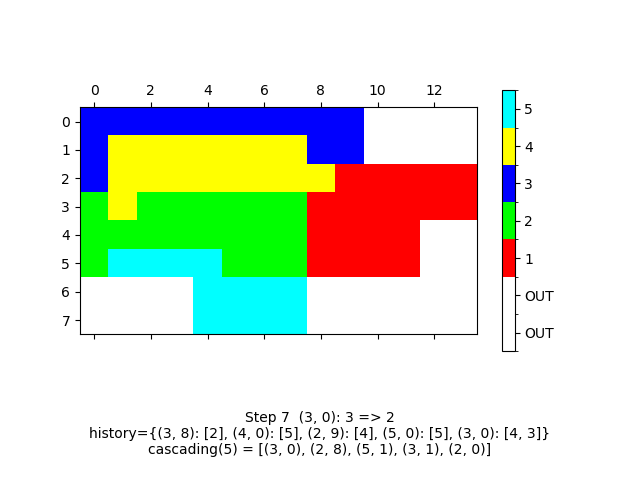 0 2 4 6 8 10 12
0
1
2
3
4
5
6
7
5
4
3
2
1
OUT
OUT
Step 7  (3, 0): 3 => 2
history={(3, 8): [2], (4, 0): [5], (2, 9): [4], (5, 0): [5], (3, 0): [4, 3]}
cascading(5) = [(3, 0), (2, 8), (5, 1), (3, 1), (2, 0)]